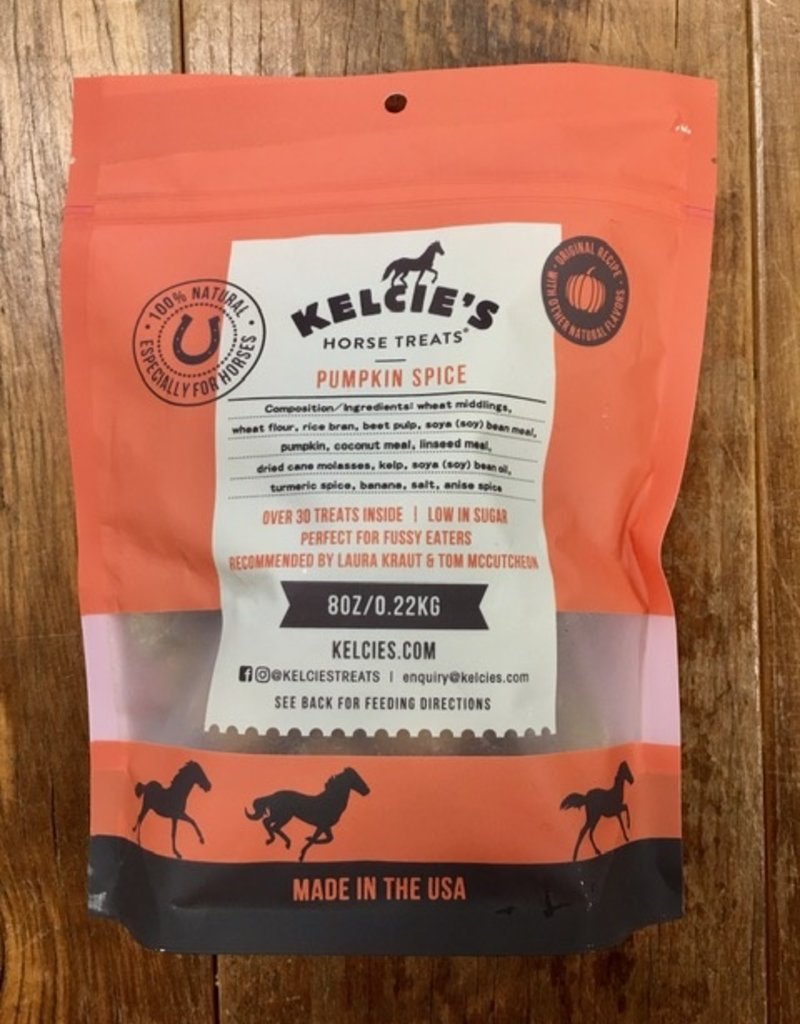 100% NATURAL
ESPECIALLY FOR HORSES
ORIGINAL RECIPE
WITH OTHER NATURAL FLAVORS
KELCIE'S
HORSE TREATS®
PUMPKIN SPICE
Composition/Ingredients: wheat middlings,
wheat flour, rice bran, beet pulp, soya (soy) bean meal,
pumpkin, coconut meal, linseed meal,
dried cane molasses, kelp, soya (soy) bean oil,
turmeric spice, banana, salt, anise spice
OVER 30 TREATS INSIDE | LOW IN SUGAR
PERFECT FOR FUSSY EATERS
RECOMMENDED BY LAURA KRAUT & TOM MCCUTCHEON
8OZ/0.22KG
KELCIES.COM
@KELCIESTREATS | enquiry@kelcies.com
SEE BACK FOR FEEDING DIRECTIONS
MADE IN THE USA